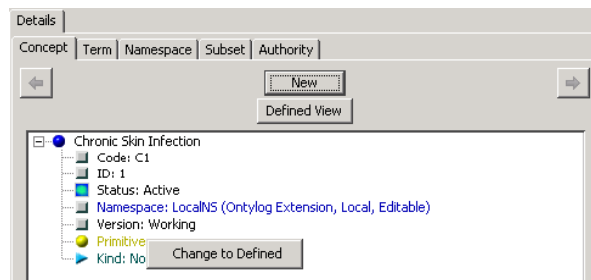 Details
Concept Term Namespace Subset Authority
New
Defined View
Chronic Skin Infection
Code: C1
ID: 1
Status: Active
Namespace: LocalNS (Ontylog Extension, Local, Editable)
Version: Working
Primitive
Kind: No
Change to Defined